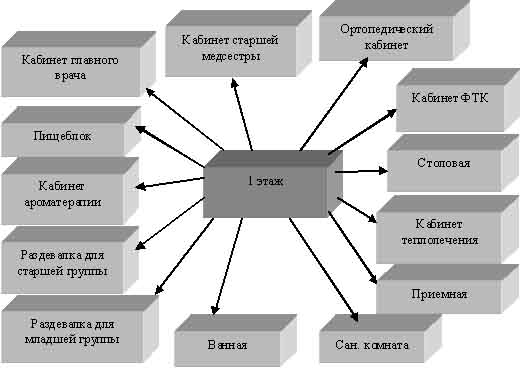 Кабинет старшей
медсестры
Ортопедический
кабинет
Кабинет главного
врача
Кабинет ФТК
Пищеблок
Столовая
1 этаж
Кабинет
ароматерапии
Кабинет
теплолечения
Раздевалка для
старшей группы
Приемная
Раздевалка для
младшей группы
Ванная
Сан. комната